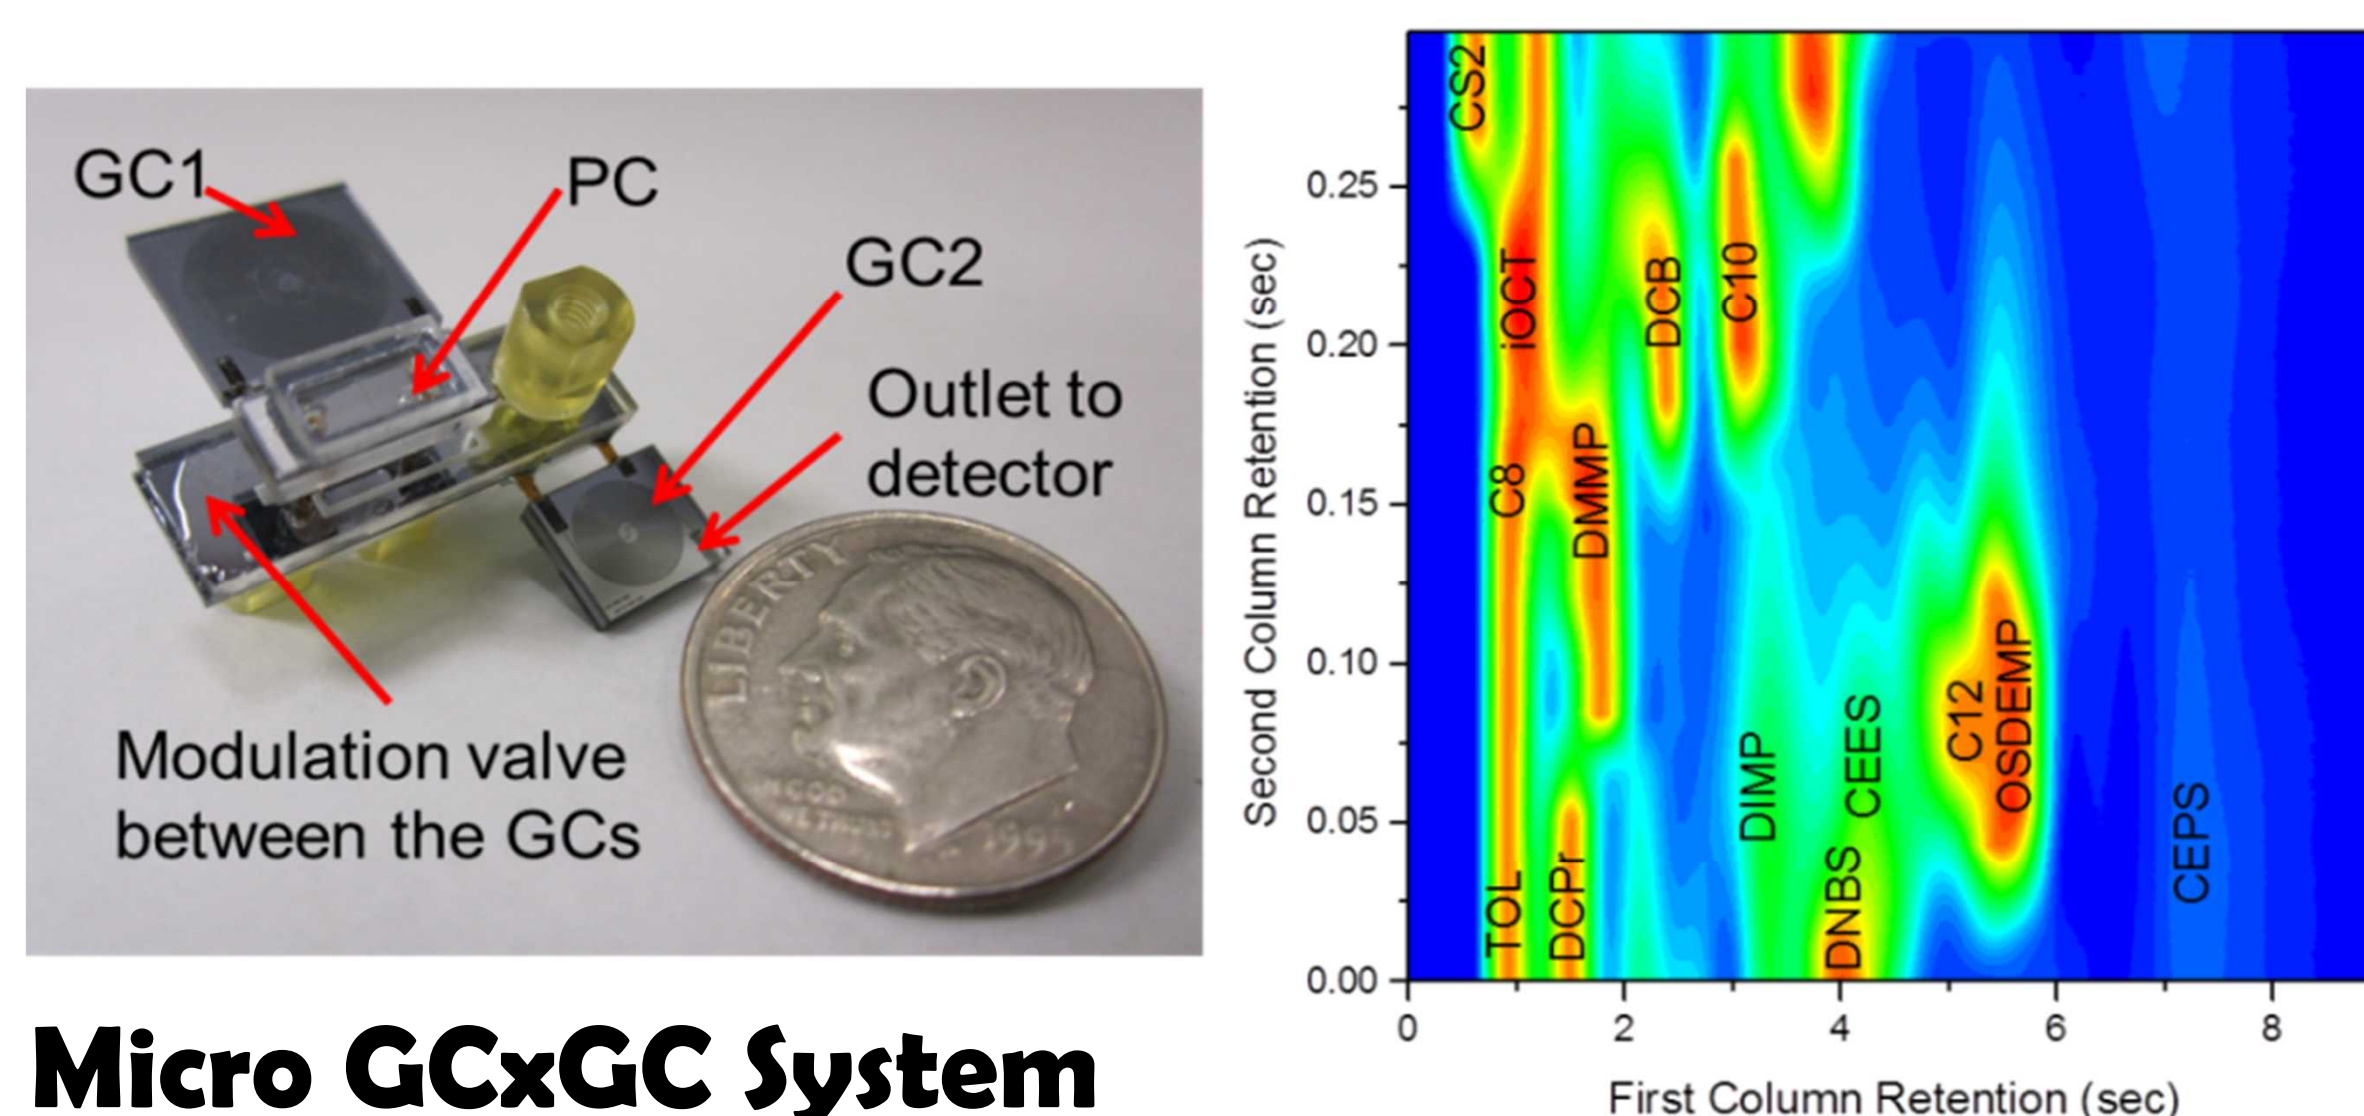 GC1
PC
GC2
Outlet to
detector
Modulation valve
between the GCs
LIBERTY
Micro GCxGC System
Second Column Retention (sec)
0.25
0.20
0.15
0.10
0.05
0.00
CS2
iOCT
DCB
C10
C8
DMMP
TOL
DCPr
DIMP
CEES
DNBS
C12
OSDEMP
CEPS
0
2
4
6
8
First Column Retention (sec)